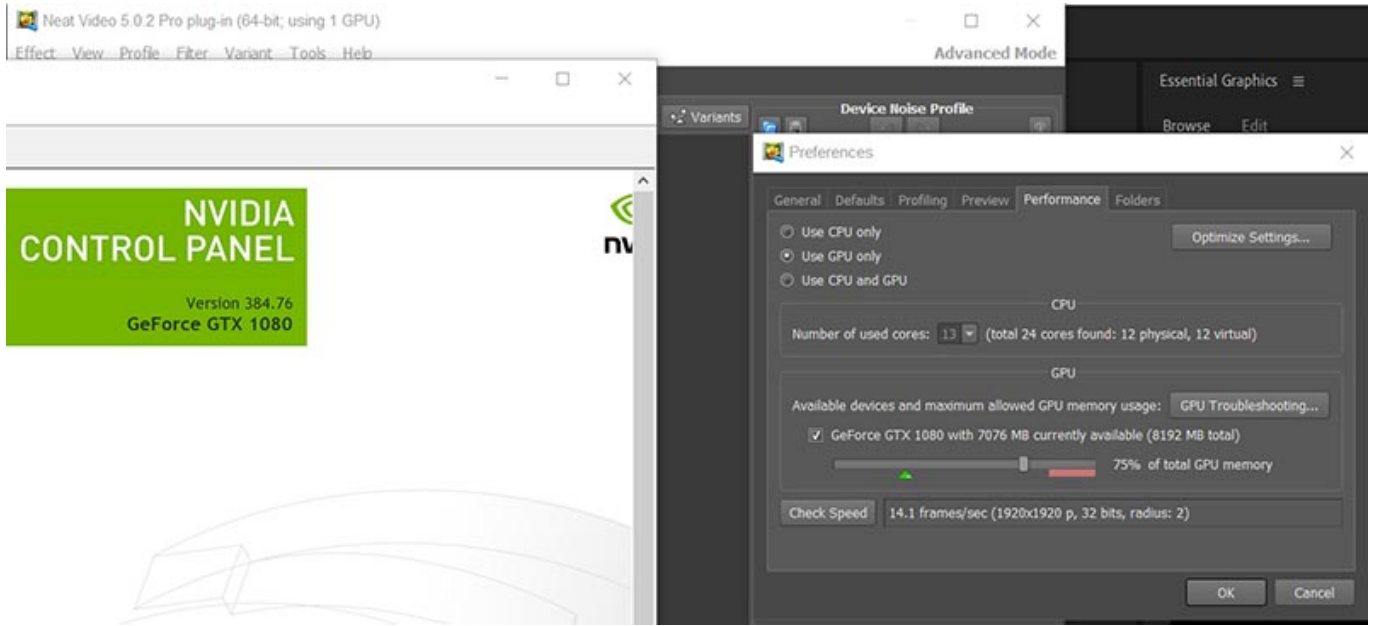 Neat Video 5.0.2 Pro plug-in (64-bit; using 1 GPU)
Effect View Profile Filter Variant Tools Help
Advanced Mode
Essential Graphics
Browse Edit
Variants
Device Noise Profile
NVIDIA
CONTROL PANEL
Version 384.76
GeForce GTX 1080
Preferences
General Defaults Profiling Preview Performance Folders
Use CPU only
Optimize Settings...
Use GPU only
Use CPU and GPU
CPU
Number of used cores: 13 (total 24 cores found: 12 physical, 12 virtual)
GPU
Available devices and maximum allowed GPU memory usage: GPU Troubleshooting...
GeForce GTX 1080 with 7076 MB currently available (8192 MB total)
75% of total GPU memory
Check Speed 14.1 frames/sec (1920x1920 p, 32 bits, radius: 2)
OK Cancel